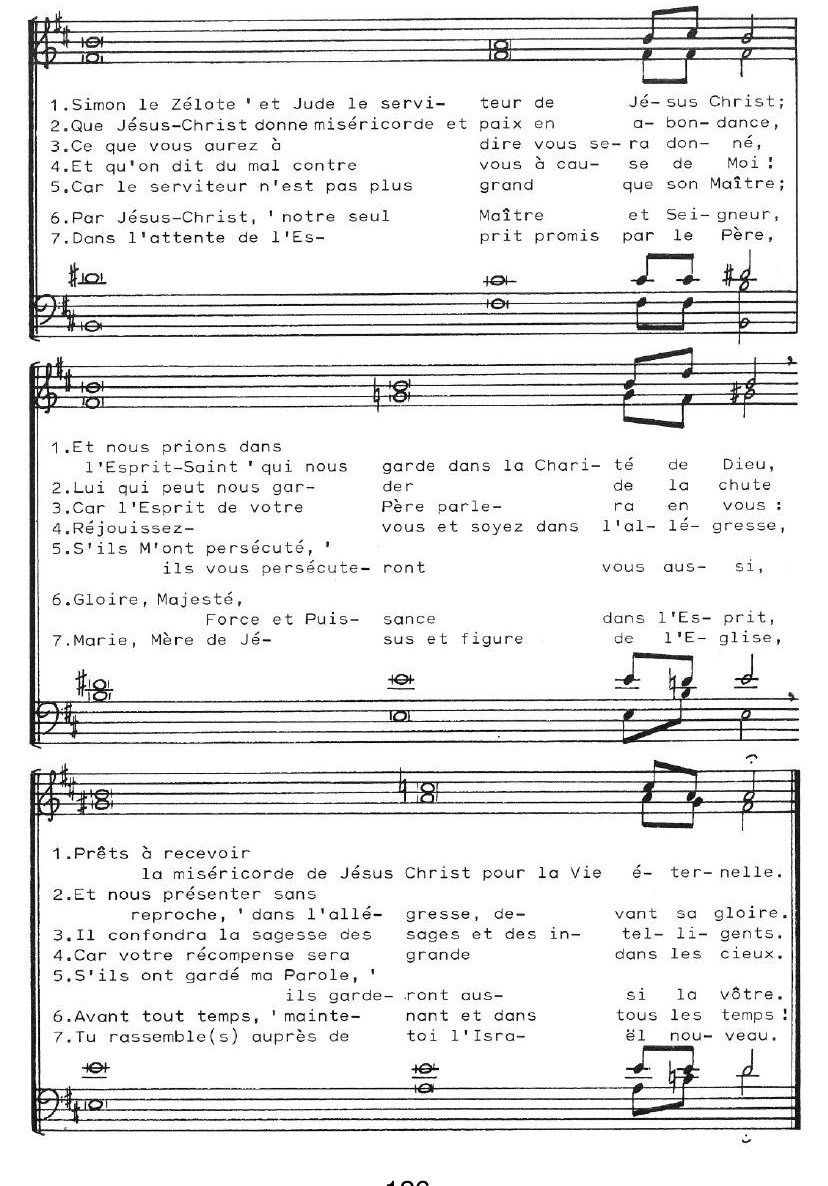 1.Simon le Zélote ' et Jude le servi- teur de Jé- sus Christ;
2.Que Jésus-Christ donne miséricorde et paix en a- bon- dance,
3.Ce que vous aurez à dire vous se- ra don- né,
4.Et qu'on dit du mal contre vous à cau- se de Moi !
5.Car le serviteur n'est pas plus grand que son Maître;
6.Par Jésus-Christ, ' notre seul Maître et Sei- gneur,
7.Dans l'attente de l'Es- prit promis par le Père,
1.Et nous prions dans
l'Esprit-Saint ' qui nous garde dans la Chari- té de Dieu,
2.Lui qui peut nous gar- der de la chute
3.Car l'Esprit de votre Père parle- ra en vous :
4.Réjouissez- vous et soyez dans l'al- lé- gresse,
5.S'ils M'ont persécuté, '
ils vous persécute- ront vous aus- si,
6.Gloire, Majesté,
Force et Puis- sance dans l'Es- prit,
7.Marie, Mère de Jé- sus et figure de l'E- glise,
1.Prêts à recevoir
la miséricorde de Jésus Christ pour la Vie é- ter- nelle.
2.Et nous présenter sans
reproche, ' dans l'allé- gresse, de- vant sa gloire.
3.Il confondra la sagesse des sages et des in- tel- li- gents.
4.Car votre récompense sera grande dans les cieux.
5.S'ils ont gardé ma Parole, '
ils garde- ront aus- si la vôtre.
6.Avant tout temps, ' mainte- nant et dans tous les temps !
7.Tu rassemble(s) auprès de toi l'Isra- ël nou- veau.